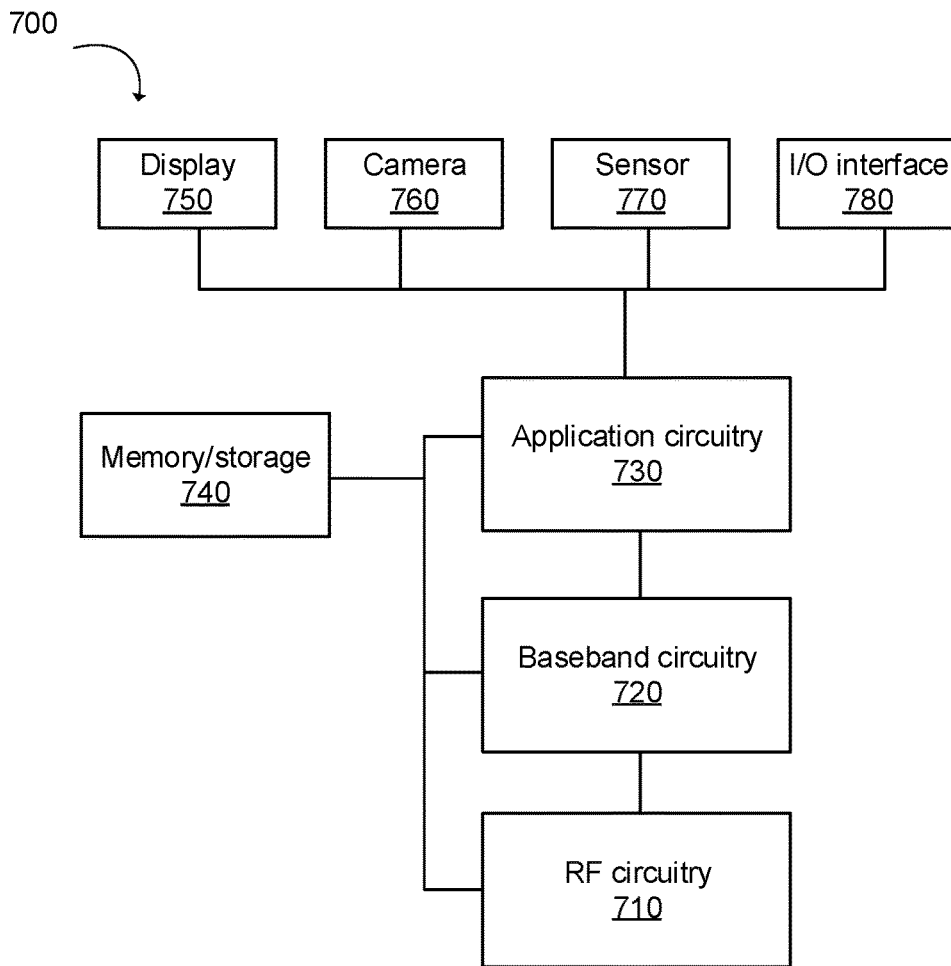 700
Display
750
Camera
760
Sensor
770
I/O interface
780
Memory/storage
740
Application circuitry
730
Baseband circuitry
720
RF circuitry
710